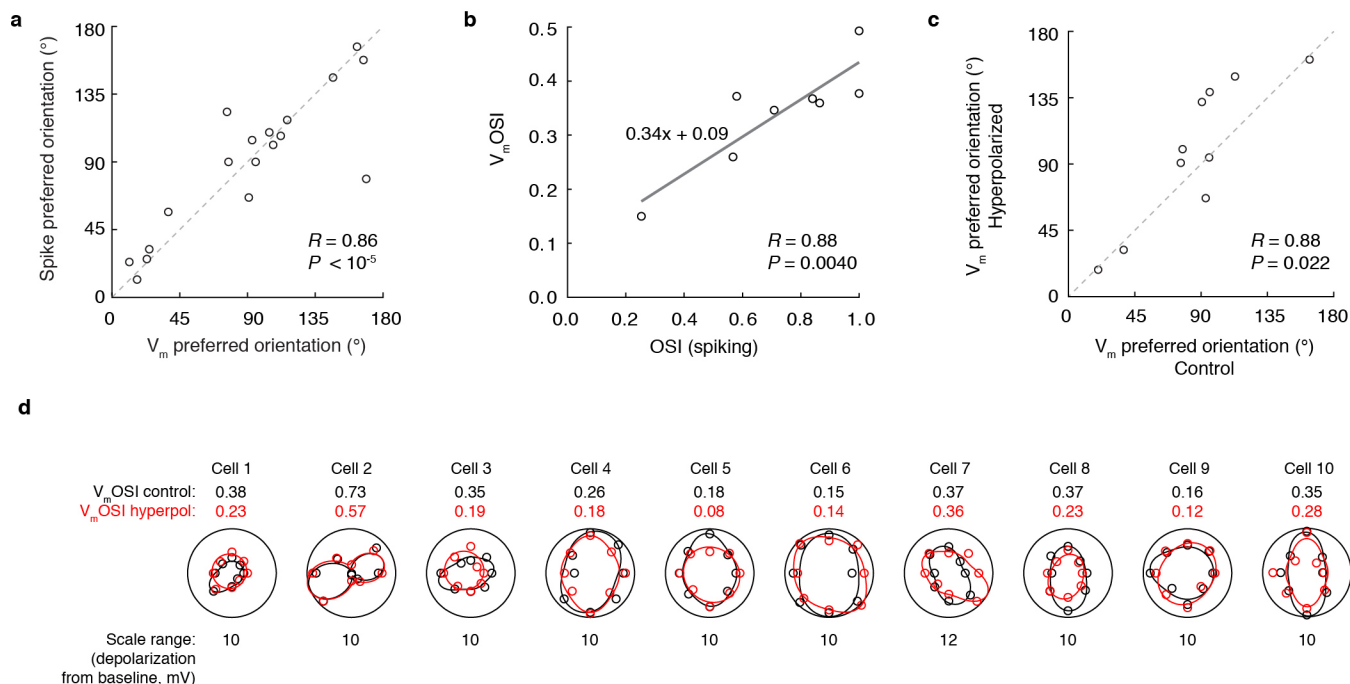 a
180
135
90
45
0
Spike preferred orientation (°)
0 45 90 135 180
Vm preferred orientation (°)
R = 0.86
P < 10-5
b
0.5
0.4
0.3
0.2
0.1
0.0
VmOSI
0.34x + 0.09
R = 0.88
P = 0.0040
0.0 0.2 0.4 0.6 0.8 1.0
OSI (spiking)
c
180
135
90
45
0
Vm preferred orientation (°)
Hyperpolarized
R = 0.88
P = 0.022
0 45 90 135 180
Vm preferred orientation (°)
Control
d
Cell 1 Cell 2 Cell 3 Cell 4 Cell 5 Cell 6 Cell 7 Cell 8 Cell 9 Cell 10
VmOSI control: 0.38 0.73 0.35 0.26 0.18 0.15 0.37 0.37 0.16 0.35
VmOSI hyperpol: 0.23 0.57 0.19 0.18 0.08 0.14 0.36 0.23 0.12 0.28
Scale range: 10 10 10 10 10 10 12 10 10 10
(depolarization
from baseline, mV)